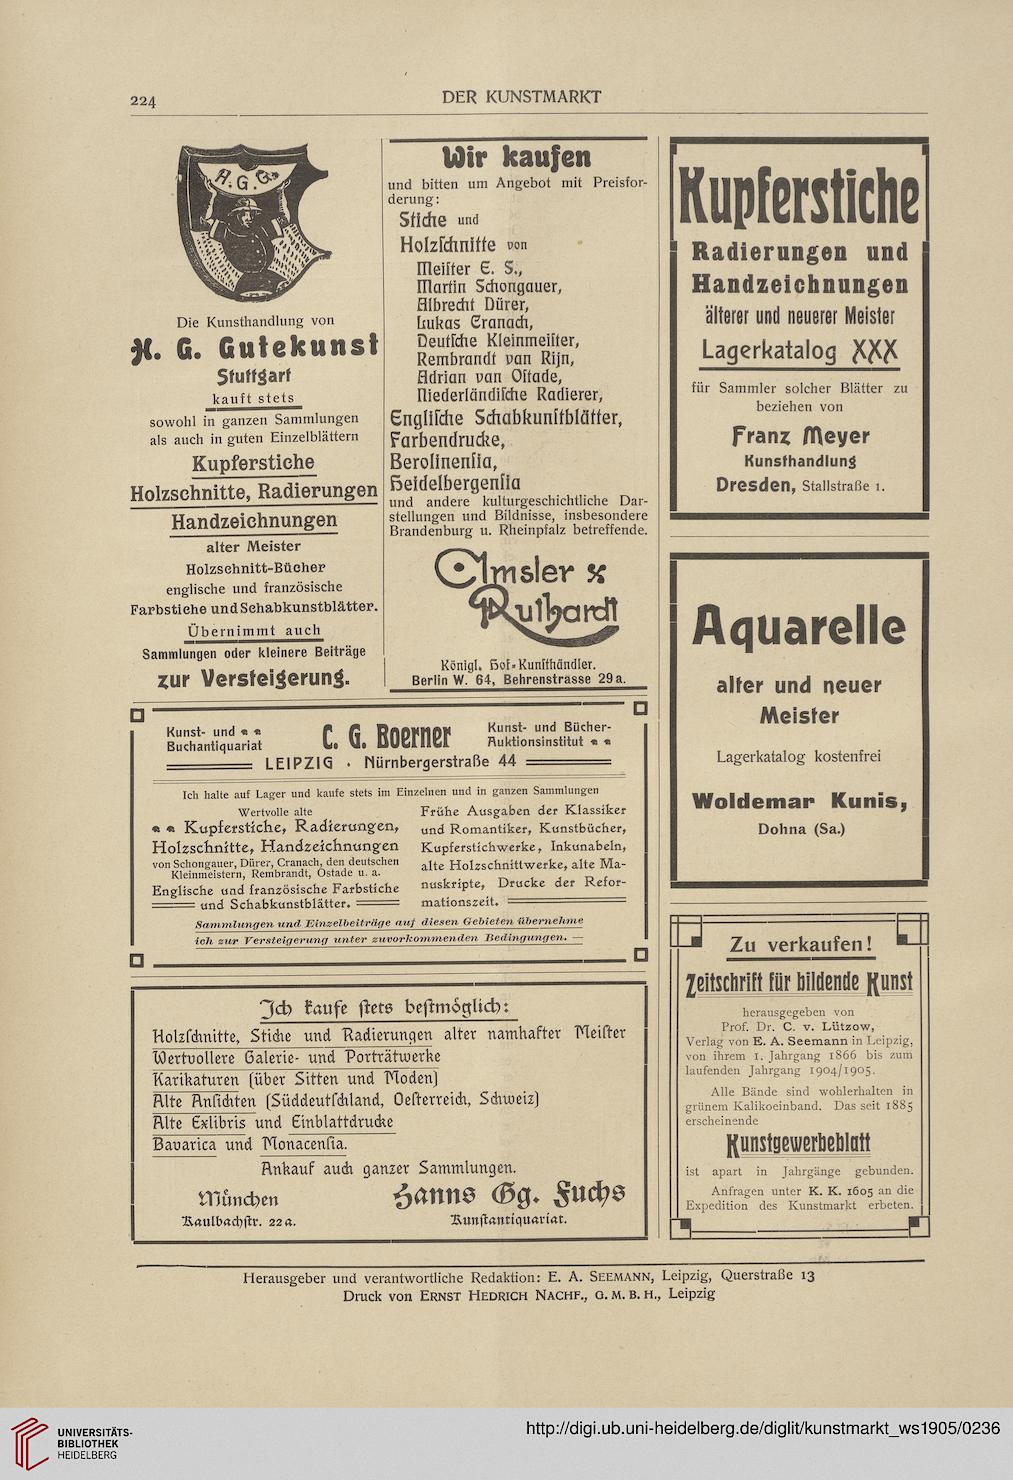 224
DER KUNSTMARKT
H. G. G.
Die Kunsthandlung von
H. G. Gutekunst
Stuttgart
kauft stets
sowohl in ganzen Sammlungen
als auch in guten Einzelblättern
Kupferstiche
Holzschnitte, Radierungen
Handzeichnungen
alter Meister
Holzschnitt-Bücher
englische und französische
Farbstiche und Schabkunstblätter.
Übernimmt auch
Sammlungen oder kleinere Beiträge
zur Versteigerung.
Wir kaufen
und bitten um Angebot mit Preisfor-
derung:
Stiche und
Holzſchnitte von
Meiſter E. S.,
Martin Schongauer,
Albrecht Dürer,
Lukas Cranach,
Deutſche Kleinmeiſter,
Rembrandt van Rijn,
Adrian van Oſtade,
Niederländiſche Radierer,
Engliſche Schabkunſtblätter,
Farbendrucke,
Berolinenſia,
Heidelbergenſia
und andere kulturgeschichtliche Dar-
stellungen und Bildnisse, insbesondere
Brandenburg u. Rheinpfalz betreffende.
Amsler &
Ruthardt
Königl. Hof-Kunſthändler.
Berlin W. 64, Behrenstrasse 29a.
Kupferstiche
Radierungen und
Handzeichnungen
älterer und neuerer Meister
Lagerkatalog XXX
für Sammler solcher Blätter zu
beziehen von
Franz Meyer
Kunsthandlung
Dresden, Stallstraße 1.
Aquarelle
alter und neuer
Meister
Lagerkatalog kostenfrei
Woldemar Kunis,
Dohna (Sa.)
Kunst- und
Buchantiquariat
C. G. Boerner
Kunst- und Bücher-
Auktionsinstitut
LEIPZIG • Nürnbergerstraße 44
Ich halte auf Lager und kaufe stets im Einzelnen und in ganzen Sammlungen
Wertvolle alte
Kupferstiche, Radierungen,
Holzschnitte, Handzeichnungen
von Schongauer, Dürer, Cranach, den deutschen
Kleinmeistern, Rembrandt, Ostade u. a.
Englische und französische Farbstiche
und Schabkunstblätter.
Frühe Ausgaben der Klassiker
und Romantiker, Kunstbücher,
Kupferstichwerke, Inkunabeln,
alte Holzschnittwerke, alte Ma-
nuskripte, Drucke der Refor-
mationszeit.
Sammlungen und Einzelbeiträge auf diesen Gebieten übernehme
ich zur Versteigerung unter zuvorkommenden Bedingungen. —
Ich kaufe ſtets beſtmöglich:
Holzſchnitte, Stiche und Radierungen alter namhafter Meiſter
Wertvollere Galerie- und Porträtwerke
Karikaturen (über Sitten und Moden)
Alte Anſichten (Süddeutſchland, Oeſterreich, Schweiz)
Alte Exlibris und Einblattdrucke
Bavarica und Monacenſia.
Ankauf auch ganzer Sammlungen.
München
Kaulbachſtr. 22a.
Hanns Gg. Fuchs
Kunſtantiquariat.
Zu verkaufen!
Zeitschrift für bildende Kunst
herausgegeben von
Prof. Dr. C. v. Lützow,
Verlag von E. A. Seemann in Leipzig,
von ihrem 1. Jahrgang 1866 bis zum
laufenden Jahrgang 1904/1905.
Alle Bände sind wohlerhalten in
grünem Kalikoeinband. Das seit 1885
erscheinende
Kunstgewerbeblatt
ist apart in Jahrgänge gebunden.
Anfragen unter K. K. 1605 an die
Expedition des Kunstmarkt erbeten.
Herausgeber und verantwortliche Redaktion: E. A. SEEMANN, Leipzig, Querstraße 13
Druck von ERNST HEDRICH NACHF., G. M. B. H., Leipzig
UNIVERSITÄTS-
BIBLIOTHEK
HEIDELBERG
http://digi.ub.uni-heidelberg.de/diglit/kunstmarkt_ws1905/0236